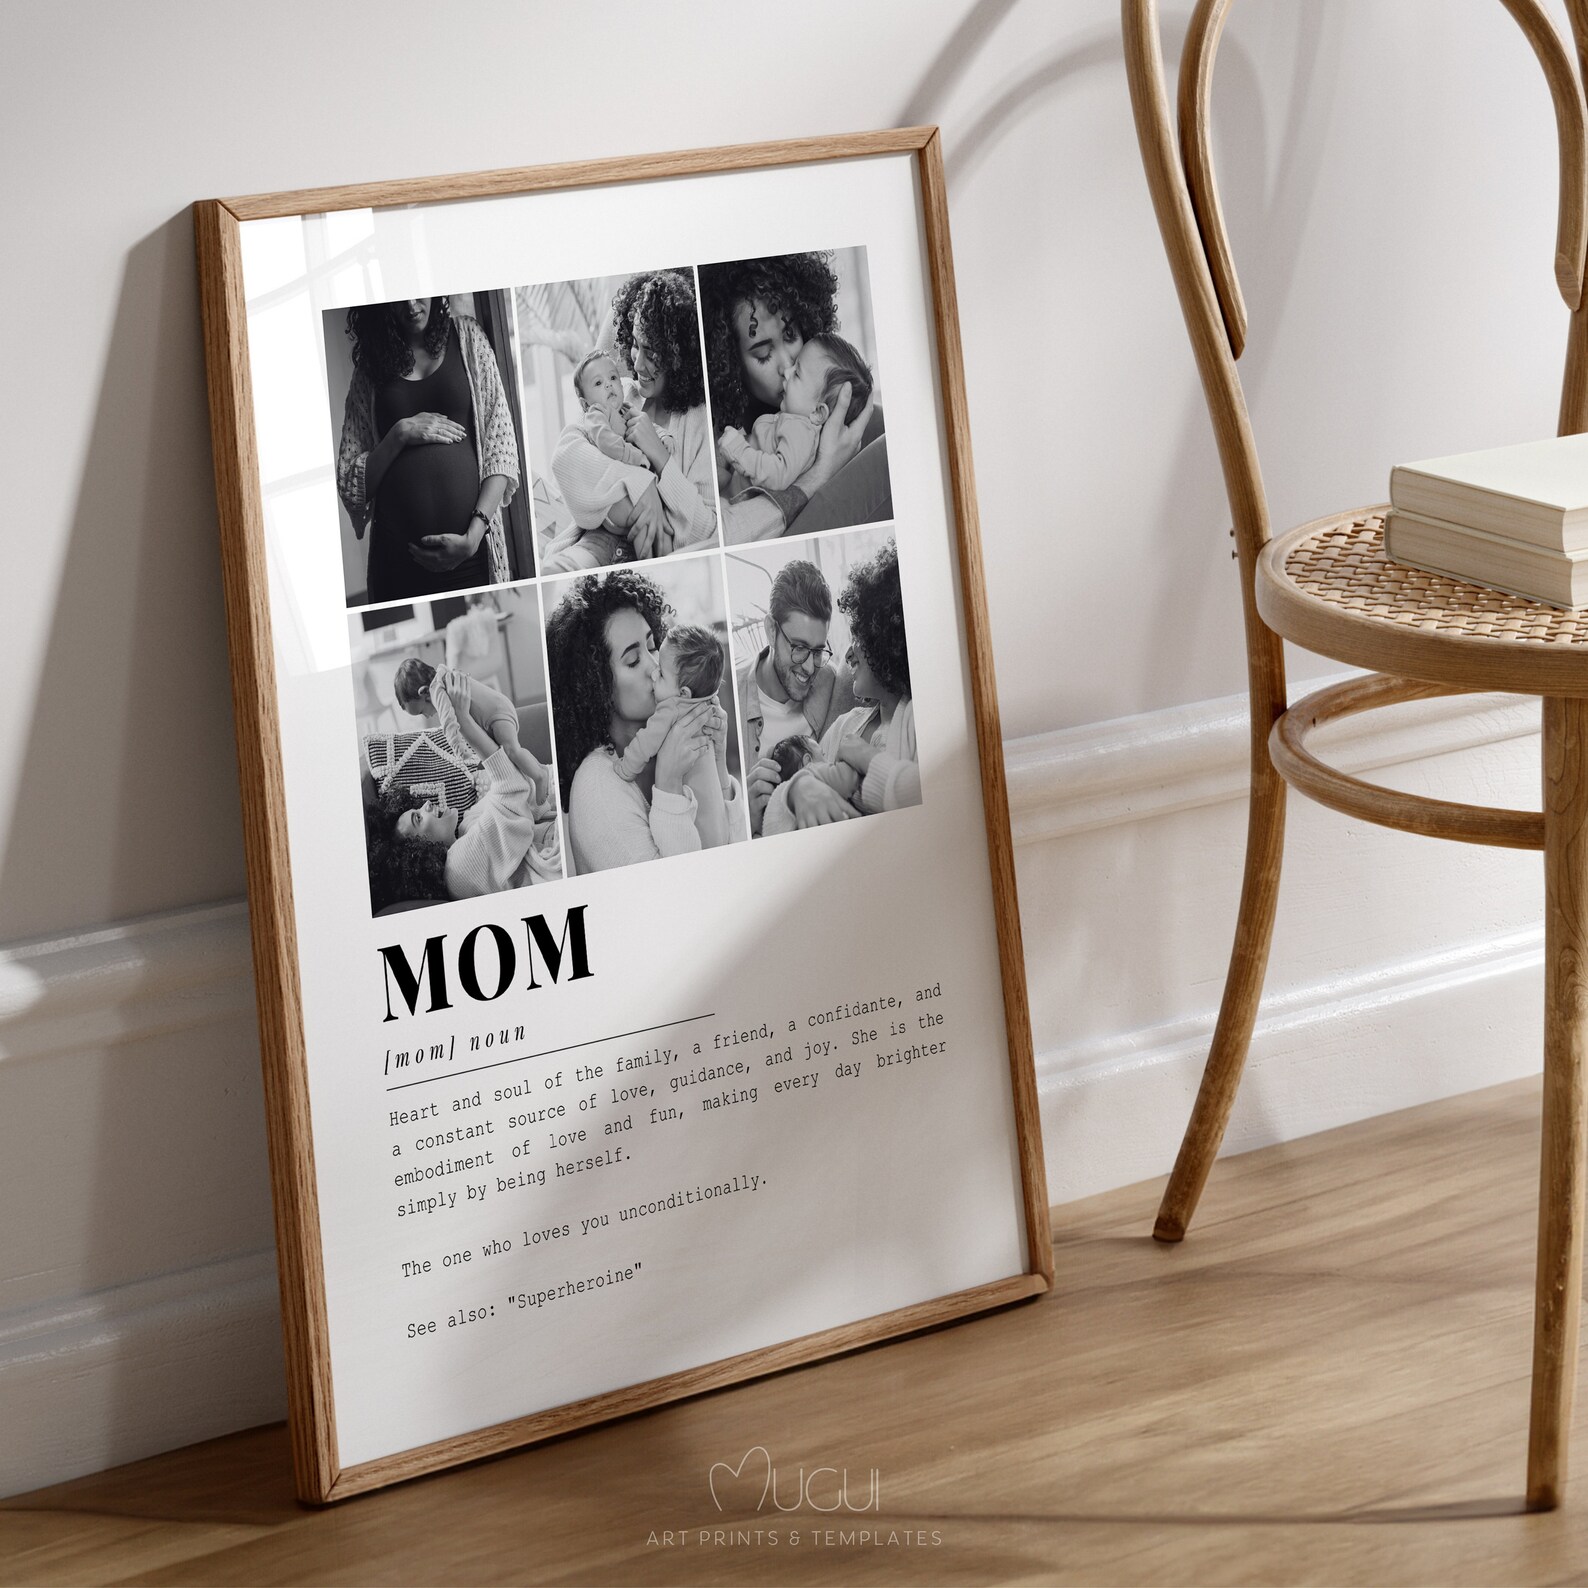 MOM
[mom] noun
Heart and soul of the family, a friend, a confidante, and
a constant source of love, guidance, and joy. She is the
embodiment of love and fun, making every day brighter
simply by being herself.
The one who loves you unconditionally.
See also: "Superheroine"
MUGUI
ART PRINTS & TEMPLATES